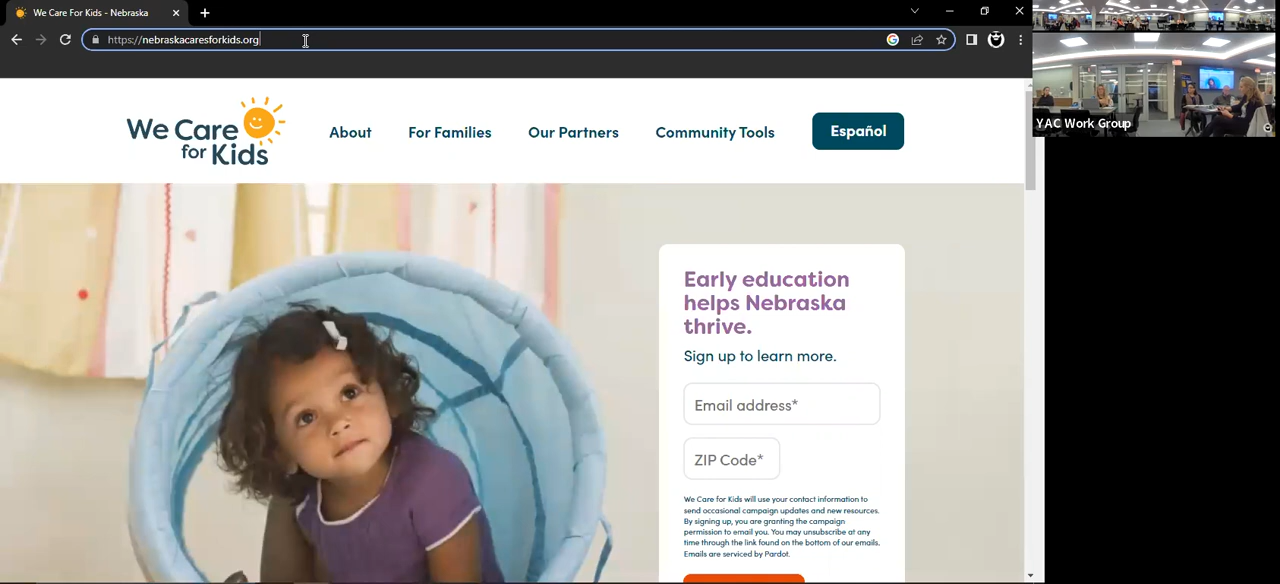 We Care For Kids - Nebraska
https://nebraskacaresforkids.org
YAC Work Group
We Care
for Kids
About
For Families
Our Partners
Community Tools
Español
Early education
helps Nebraska
thrive.
Sign up to learn more.
Email address*
ZIP Code*
We Care for Kids will use your contact information to
send occasional campaign updates and new resources.
By signing up, you are granting the campaign
permission to email you. You may unsubscribe at any
time through the link found on the bottom of our emails.
Emails are serviced by Pardot.